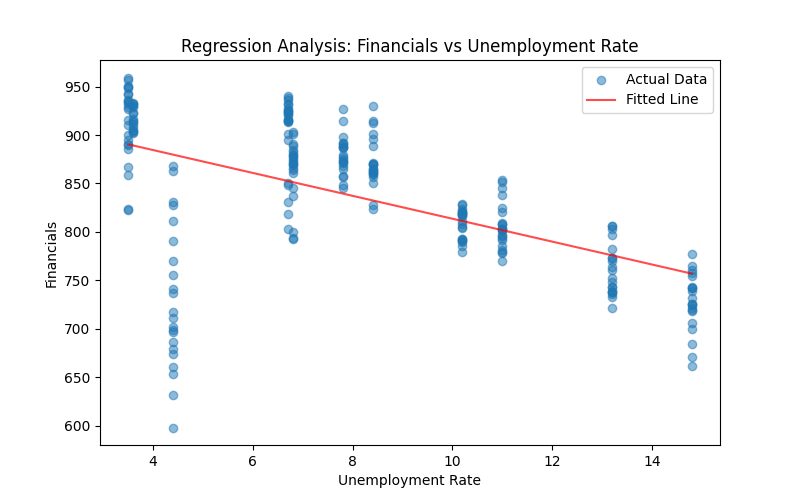 Regression Analysis: Financials vs Unemployment Rate
Actual Data
Fitted Line
950
900
850
800
750
700
650
600
Financials
4
6
8
10
12
14
Unemployment Rate